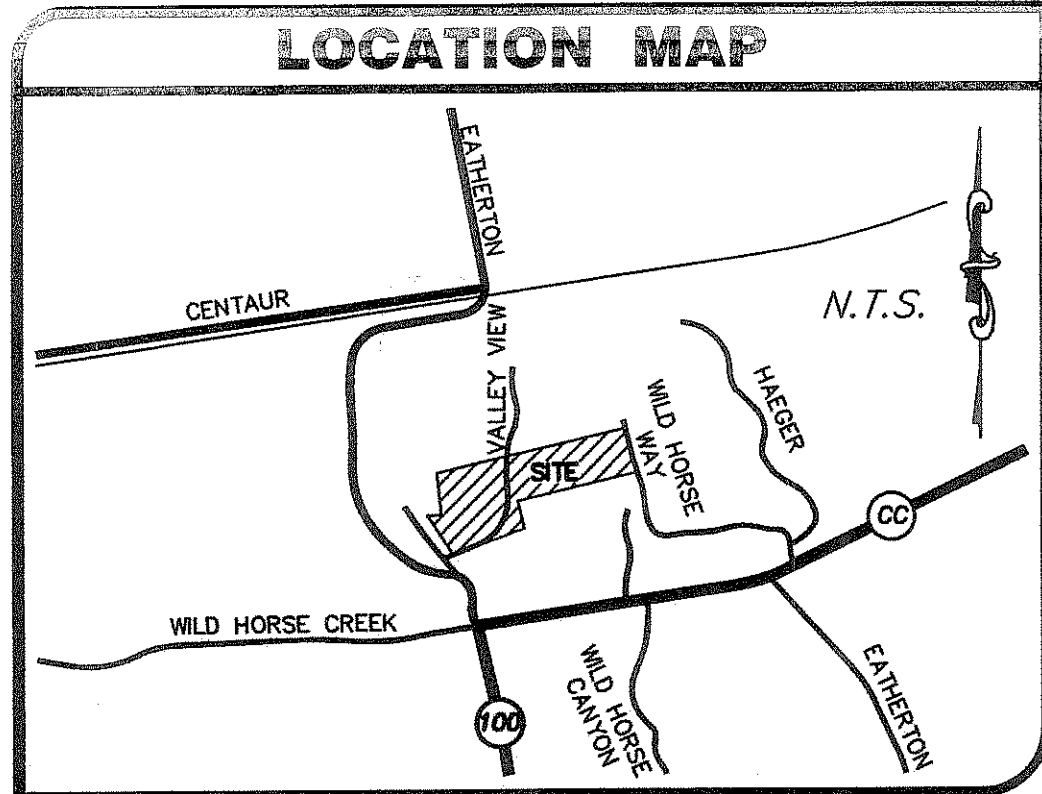 LOCATION MAP
EATHERTON
CENTAUR
N.T.S.
VALLEY VIEW
HAEGER
WILD HORSE
WAY
SITE
CC
WILD HORSE CREEK
WILD HORSE
CANYON
EATHERTON
100